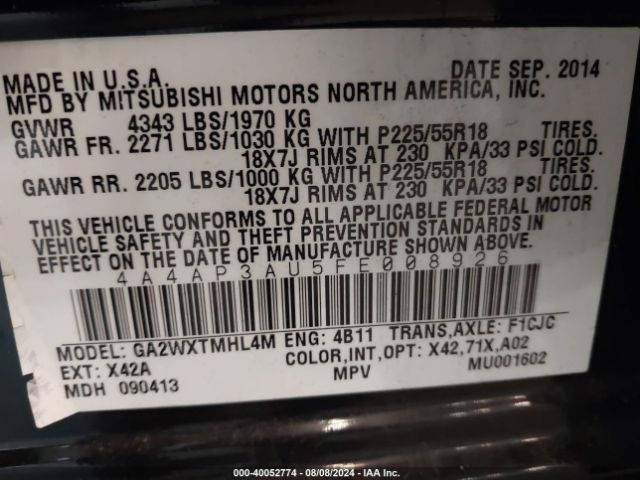 MADE IN U.S.A. DATE SEP. 2014
MFD BY MITSUBISHI MOTORS NORTH AMERICA, INC.
GVWR 4343 LBS/1970 KG
GAWR FR. 2271 LBS/1030 KG WITH P225/55R18 TIRES.
18X7J RIMS AT 230 KPA/33 PSI COLD.
GAWR RR. 2205 LBS/1000 KG WITH P225/55R18 TIRES.
18X7J RIMS AT 230 KPA/33 PSI COLD.
THIS VEHICLE CONFORMS TO ALL APPLICABLE FEDERAL MOTOR
VEHICLE SAFETY AND THEFT PREVENTION STANDARDS IN
EFFECT ON THE DATE OF MANUFACTURE SHOWN ABOVE.
4A4AP3AU5FE008926
MODEL: GA2WXTMHL4M ENG: 4B11 TRANS,AXLE: F1CJC
EXT: X42A COLOR,INT,OPT: X42,71X,A02
MDH 090413 MPV MU001602
000-40052774 - 08/08/2024 - IAA Inc.